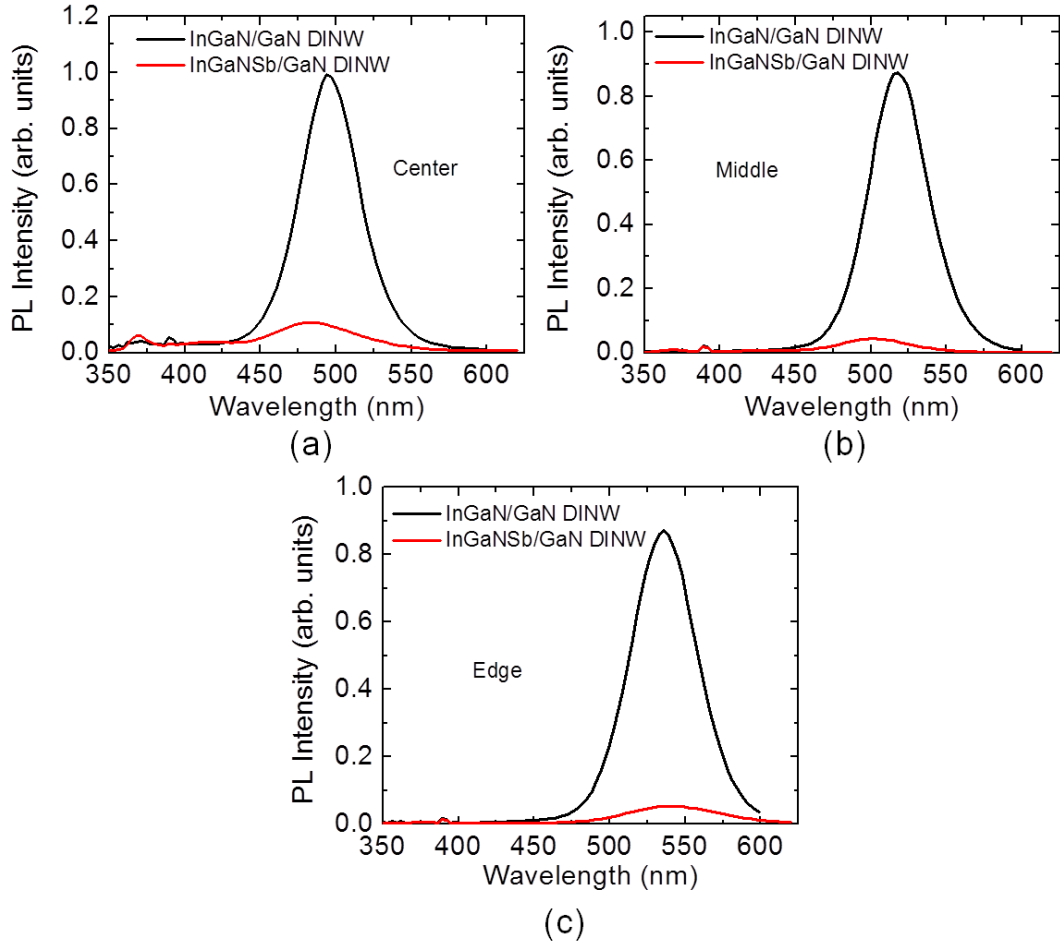 1.2
1.0
0.8
0.6
0.4
0.2
0.0
PL Intensity (arb. units)
InGaN/GaN DINW
InGaNSb/GaN DINW
Center
350 400 450 500 550 600
Wavelength (nm)
(a)
1.0
0.8
0.6
0.4
0.2
0.0
PL Intensity (arb. units)
InGaN/GaN DINW
InGaNSb/GaN DINW
Middle
350 400 450 500 550 600
Wavelength (nm)
(b)
1.0
0.8
0.6
0.4
0.2
0.0
PL Intensity (arb. units)
InGaN/GaN DINW
InGaNSb/GaN DINW
Edge
350 400 450 500 550 600
Wavelength (nm)
(c)